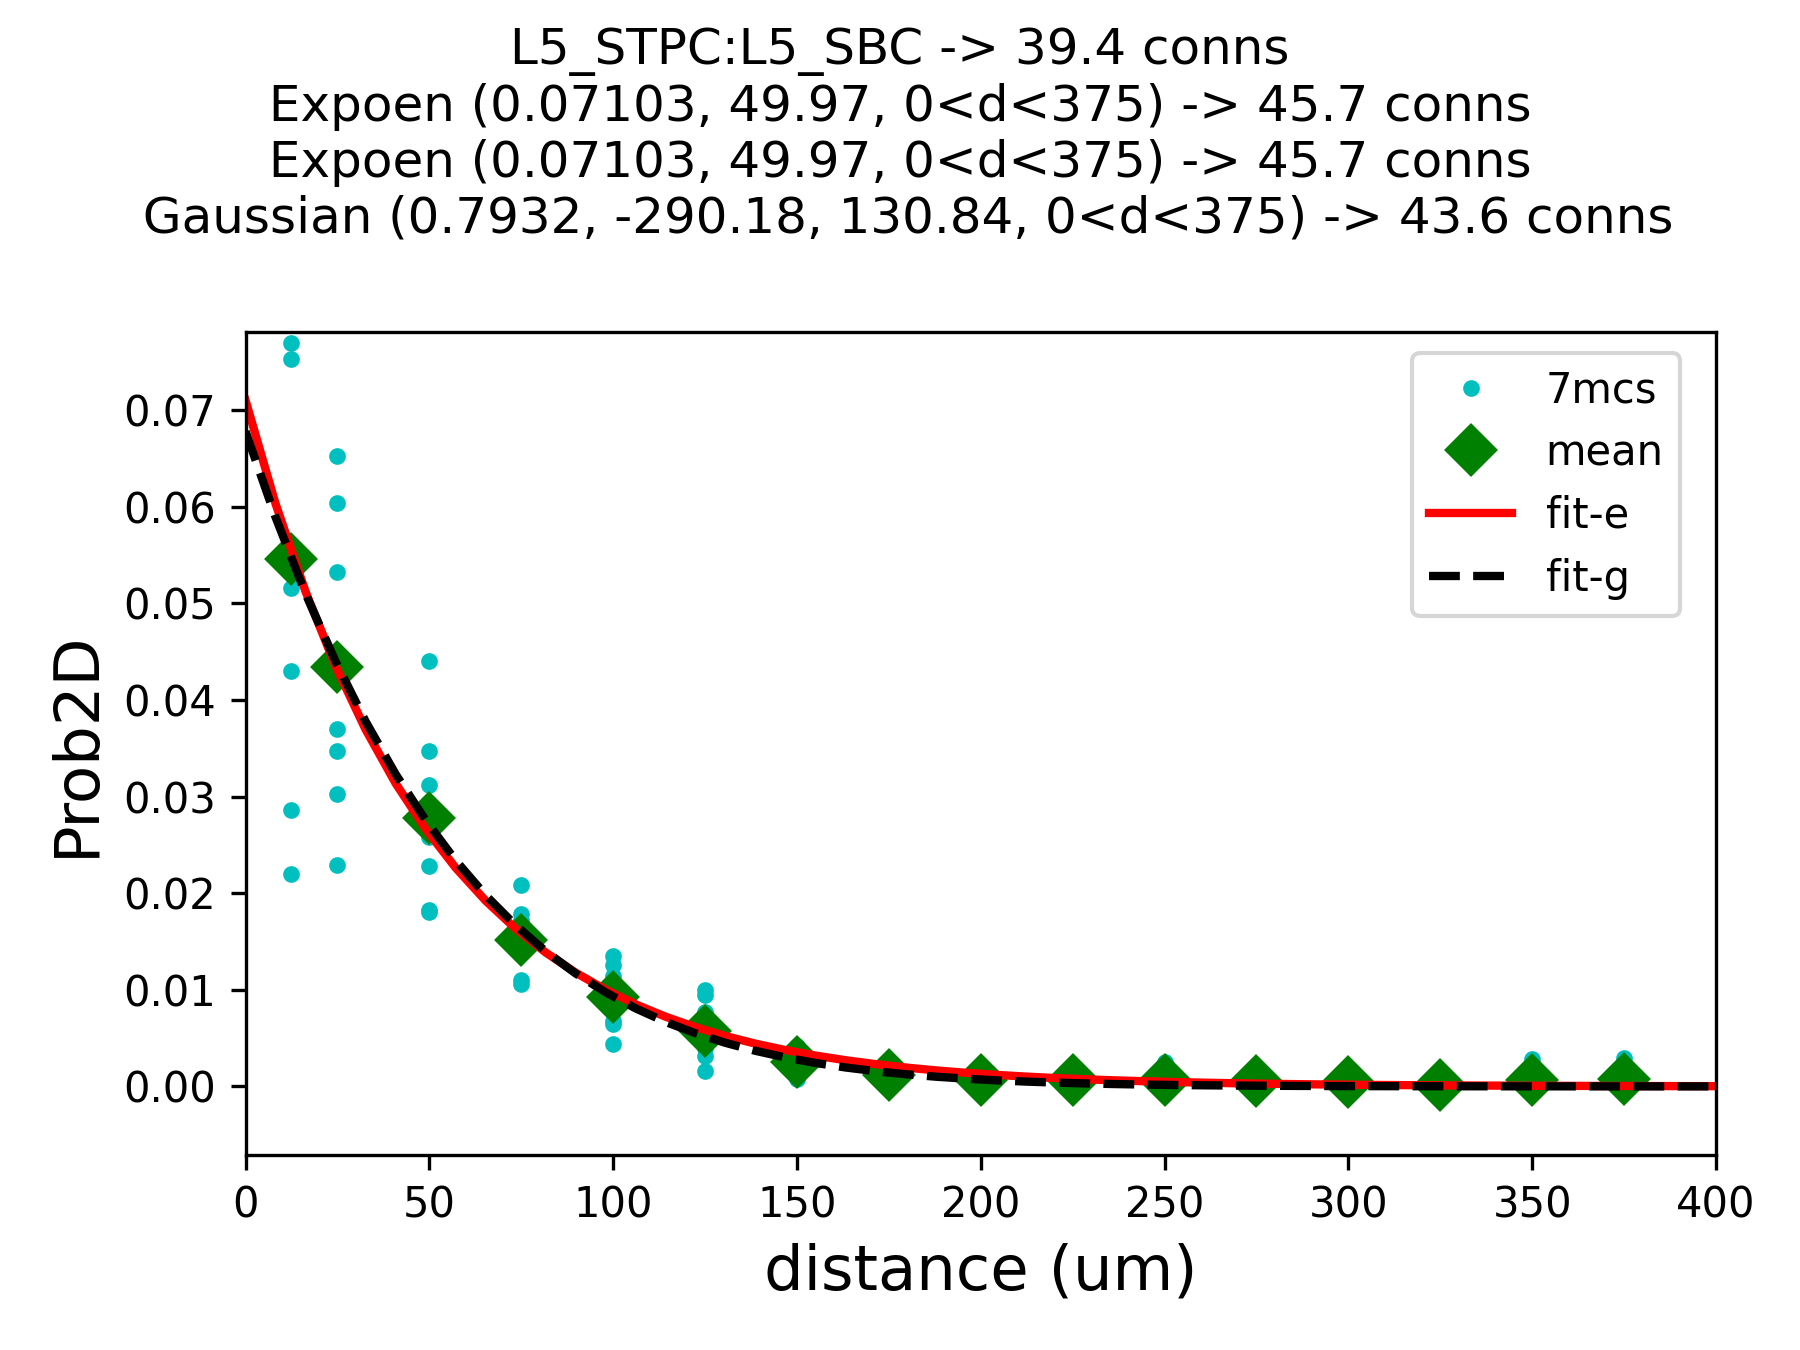 L5_STPC:L5_SBC -> 39.4 conns
Expoen (0.07103, 49.97, 0<d<375) -> 45.7 conns
Expoen (0.07103, 49.97, 0<d<375) -> 45.7 conns
Gaussian (0.7932, -290.18, 130.84, 0<d<375) -> 43.6 conns
7mcs
mean
fit-e
fit-g
Prob2D
0.07
0.06
0.05
0.04
0.03
0.02
0.01
0.00
0 50 100 150 200 250 300 350 400
distance (um)